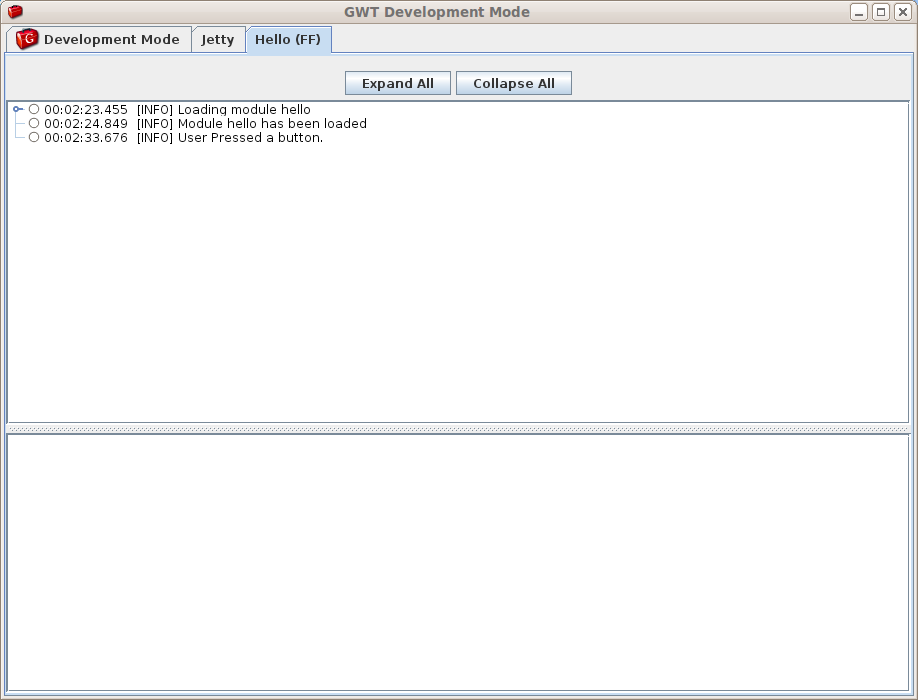 GWT Development Mode
G Development Mode Jetty Hello (FF)
Expand All Collapse All
00:02:23.455 [INFO] Loading module hello
00:02:24.849 [INFO] Module hello has been loaded
00:02:33.676 [INFO] User Pressed a button.